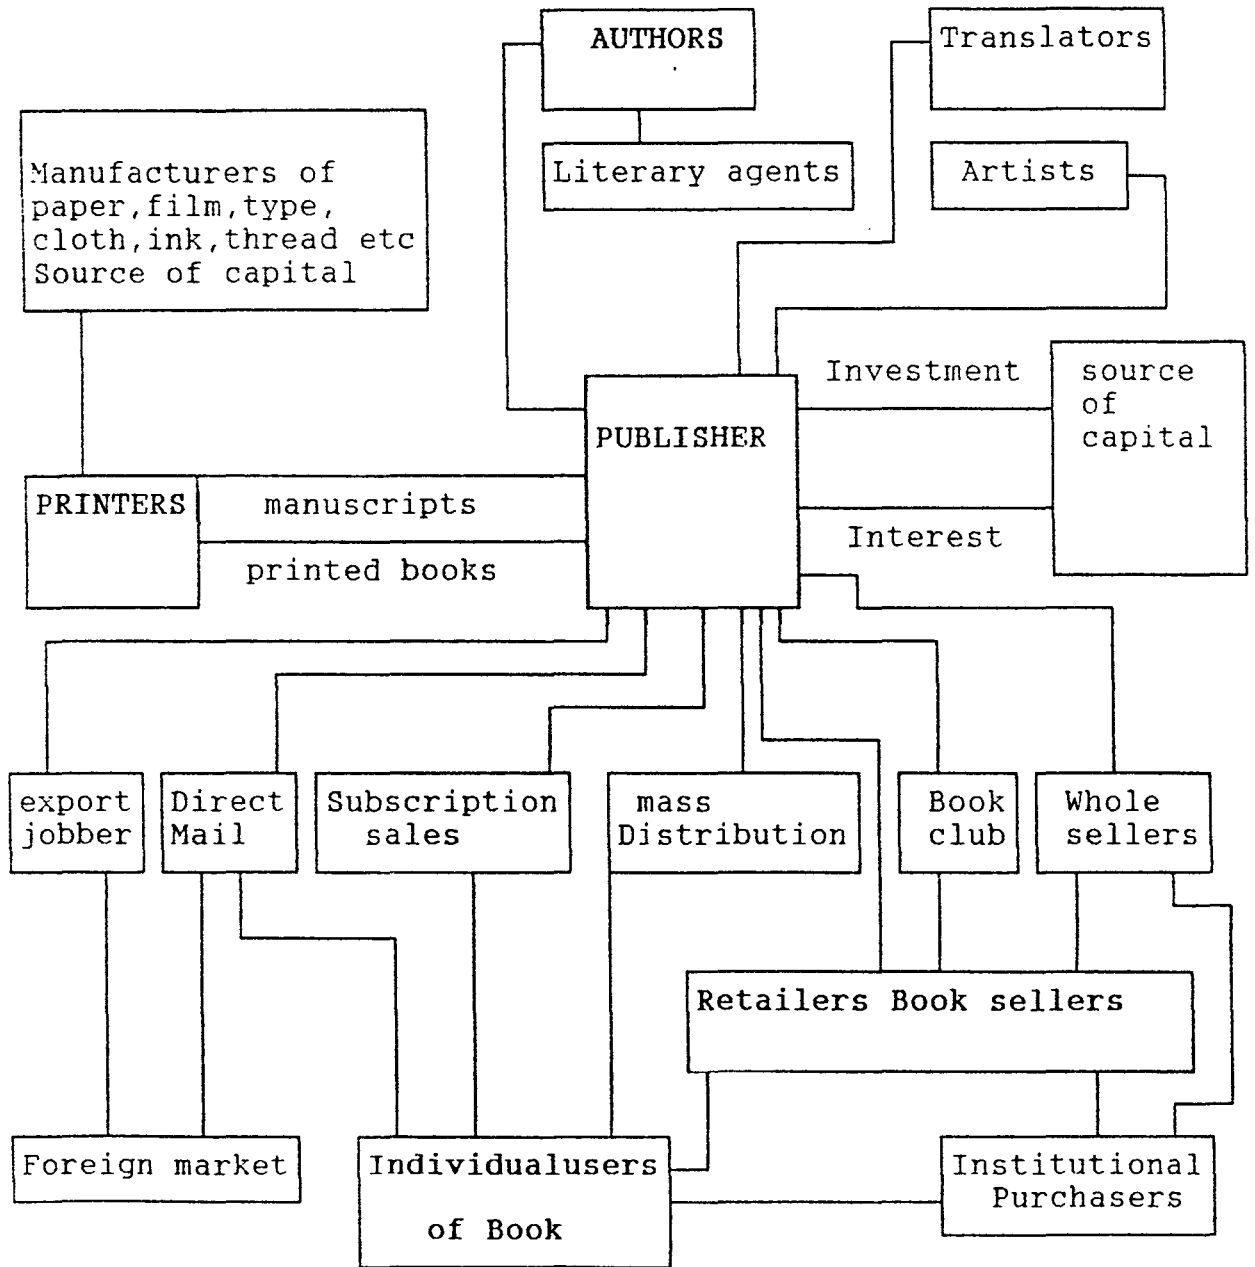 AUTHORS
Translators
Literary agents
Artists
Manufacturers of
paper,film,type,
cloth,ink,thread etc
Source of capital
Investment
source
of
capital
PUBLISHER
PRINTERS
manuscripts
Interest
printed books
export
jobber
Direct
Mail
Subscription
sales
mass
Distribution
Book
club
Whole
sellers
Retailers Book sellers
Foreign market
Individualusers
of Book
Institutional
Purchasers